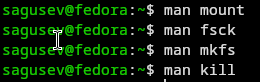 sagusev@fedora:~$ man mount
sagusev@fedora:~$ man fsck
sagusev@fedora:~$ man mkfs
sagusev@fedora:~$ man kill